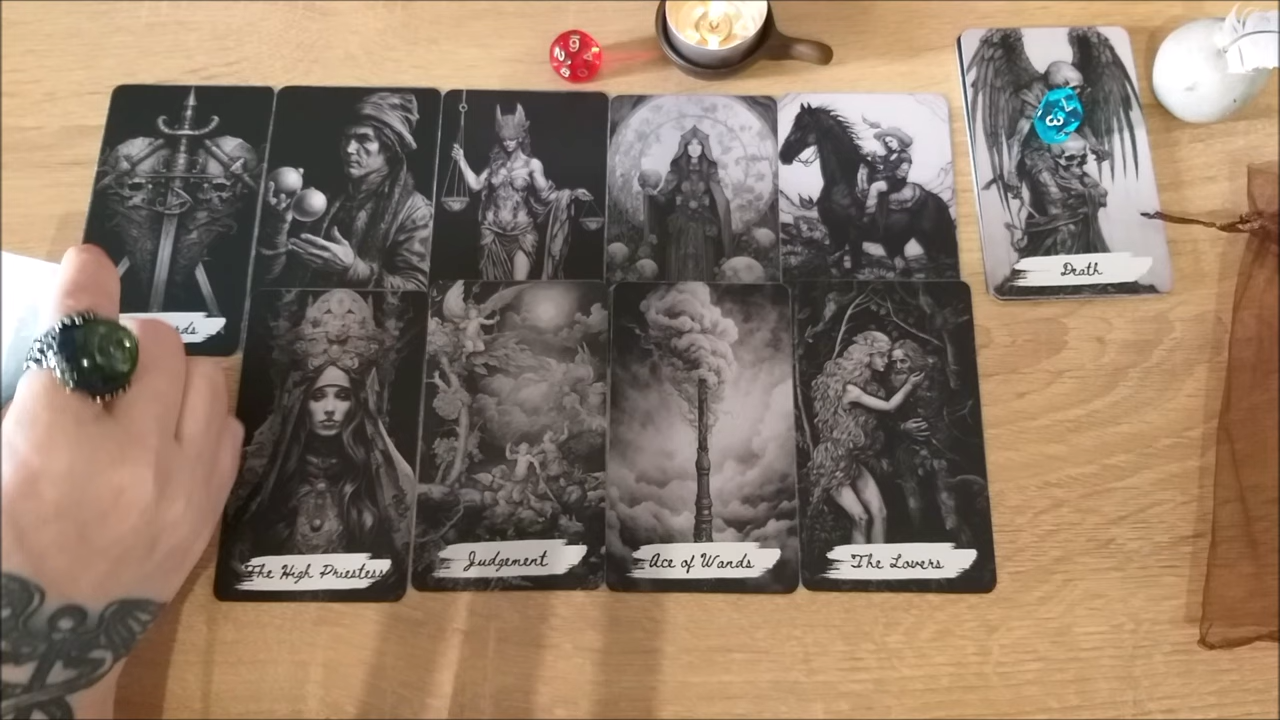 Death
The High Priestess
Judgement
Ace of Wands
The Lovers